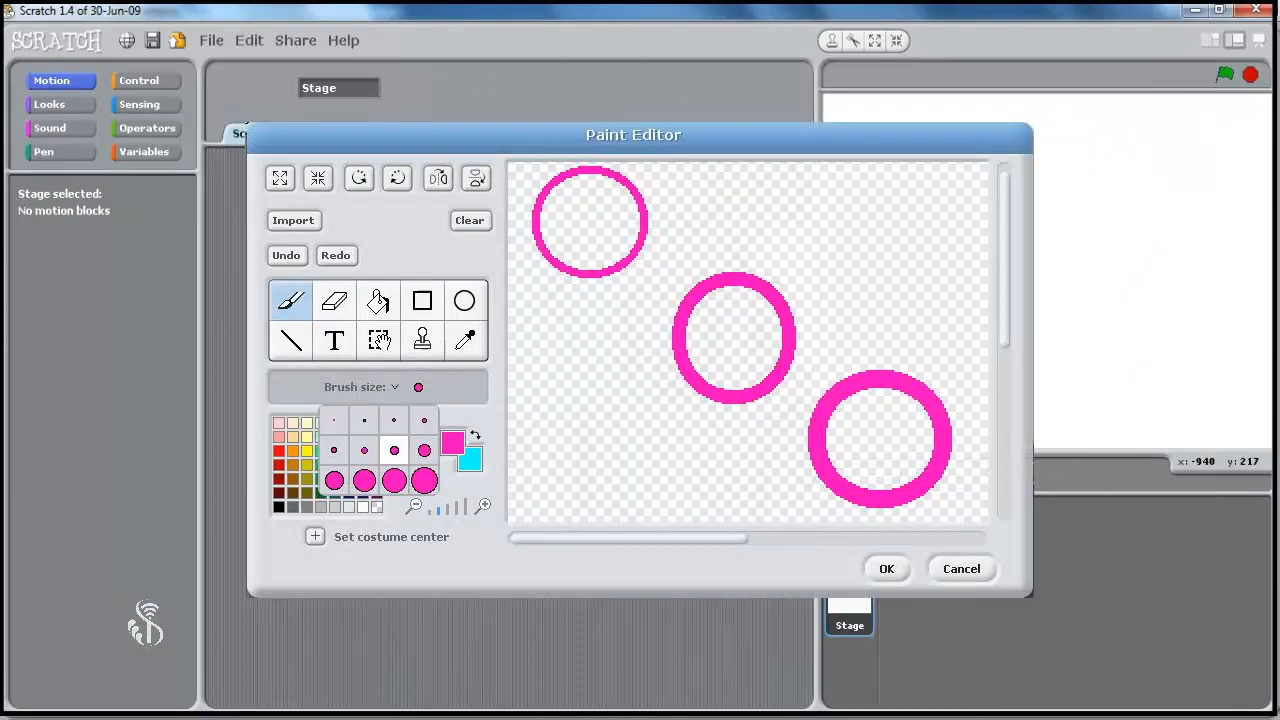 Scratch 1.4 of 30-Jun-09
SCRATCH File Edit Share Help
Motion Control
Looks Sensing
Sound Operators
Pen Variables
Stage
Sc
Stage selected:
No motion blocks
Paint Editor
Import Clear
Undo Redo
T
Brush size:
Set costume center
OK Cancel
x: -940 y: 217
Stage